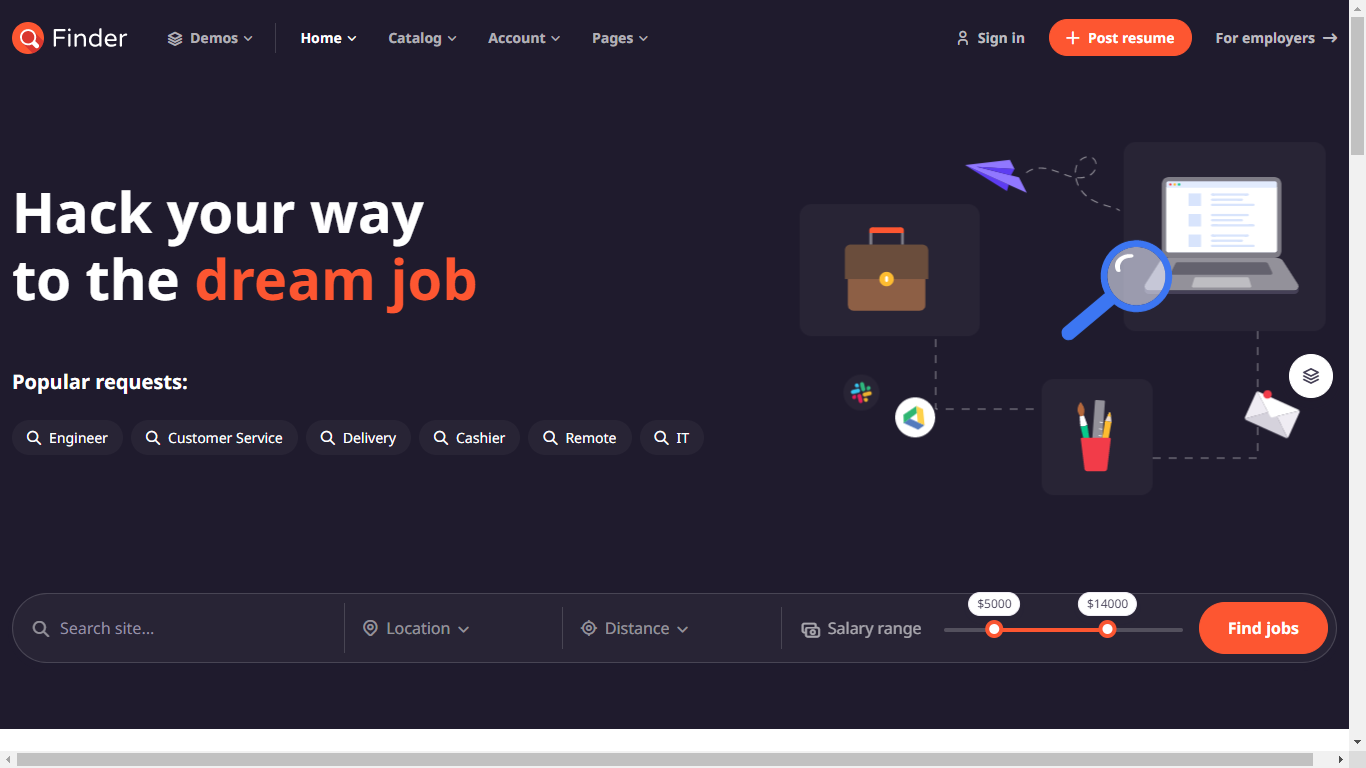 Finder
Demos
Home
Catalog
Account
Pages
Sign in
Post resume
For employers
Hack your way
to the dream job
Popular requests:
Engineer
Customer Service
Delivery
Cashier
Remote
IT
Search site...
Location
Distance
Salary range
$5000
$14000
Find jobs